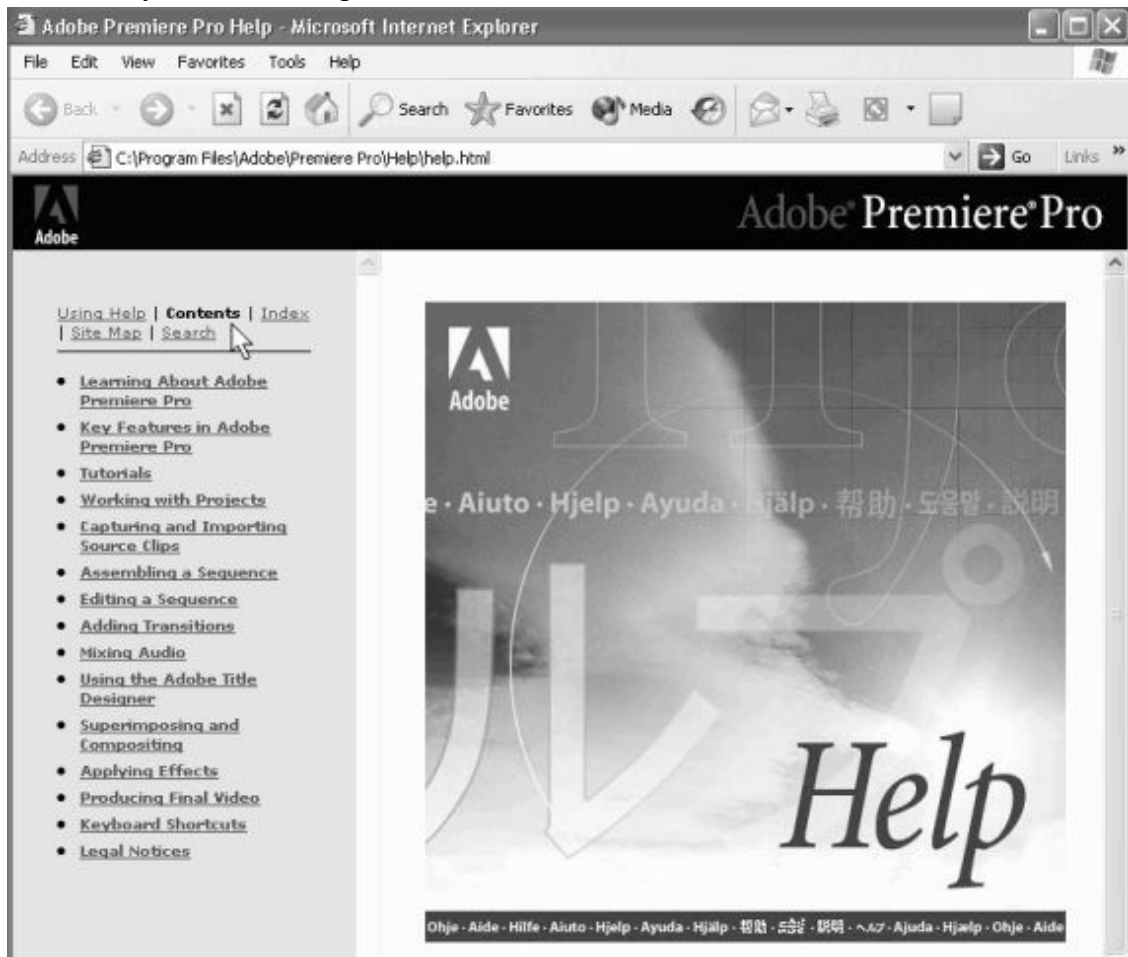 Adobe Premiere Pro Help - Microsoft Internet Explorer
File Edit View Favorites Tools Help
Back Search Favorites Media
Address C:\Program Files\Adobe\Premiere Pro\Help\help.html Go Links »
Adobe
Adobe® Premiere® Pro
Using Help | Contents | Index
| Site Map | Search
• Learning About Adobe
Premiere Pro
• Key Features in Adobe
Premiere Pro
• Tutorials
• Working with Projects
• Capturing and Importing
Source Clips
• Assembling a Sequence
• Editing a Sequence
• Adding Transitions
• Mixing Audio
• Using the Adobe Title
Designer
• Superimposing and
Compositing
• Applying Effects
• Producing Final Video
• Keyboard Shortcuts
• Legal Notices
Adobe
e · Aiuto · Hjelp · Ayuda · Hjälp · 帮助 · 도움말 · 説明
ルプ
Help
Ohje · Aide · Hilfe · Aiuto · Hjelp · Ayuda · Hjälp · 帮助 · 도움말 · 説明 · ヘルプ · Ajuda · Hjælp · Ohje · Aide